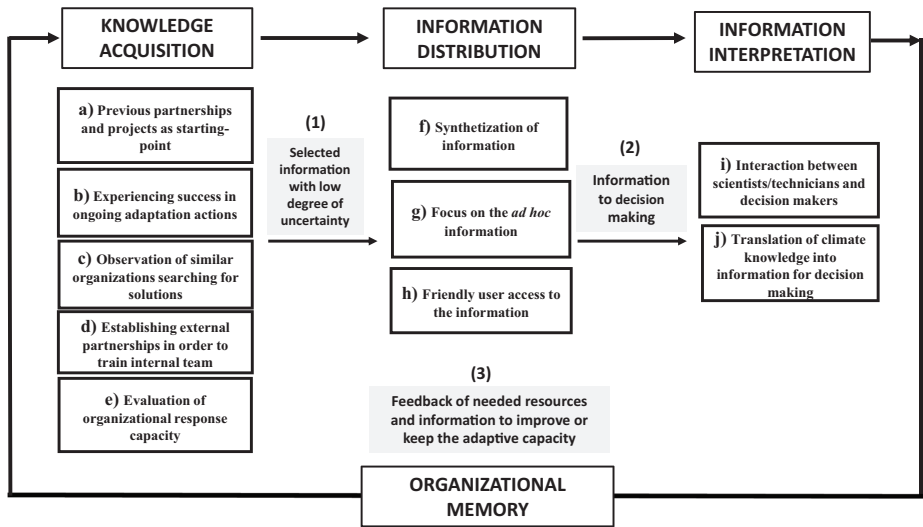 KNOWLEDGE
ACQUISITION
INFORMATION
DISTRIBUTION
INFORMATION
INTERPRETATION
a) Previous partnerships
and projects as starting-
point
b) Experiencing success in
ongoing adaptation actions
c) Observation of similar
organizations searching for
solutions
d) Establishing external
partnerships in order to
train internal team
e) Evaluation of
organizational response
capacity
(1)
Selected
information
with low
degree of
uncertainty
f) Synthetization of
information
g) Focus on the ad hoc
information
h) Friendly user access to
the information
(2)
Information
to decision
making
i) Interaction between
scientists/technicians and
decision makers
j) Translation of climate
knowledge into
information for decision
making
(3)
Feedback of needed resources
and information to improve or
keep the adaptive capacity
ORGANIZATIONAL
MEMORY